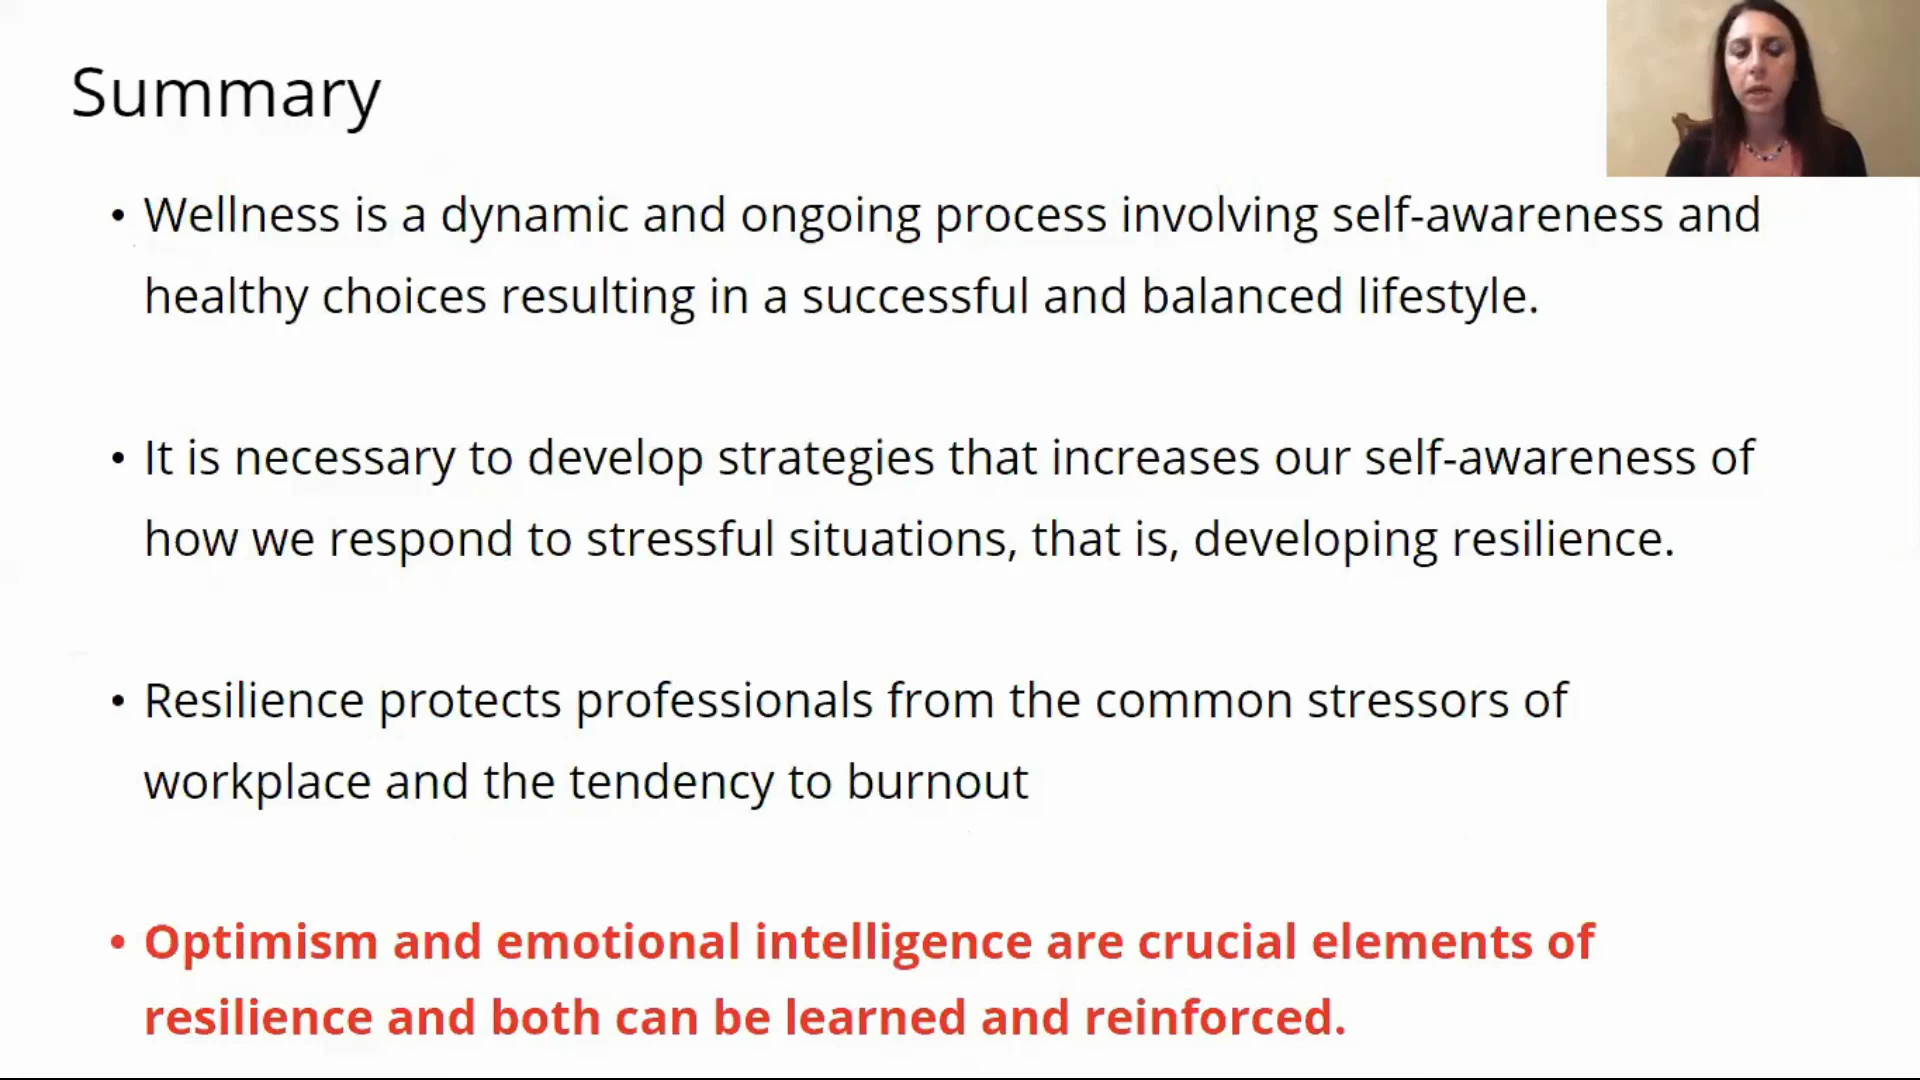 Summary
• Wellness is a dynamic and ongoing process involving self-awareness and
healthy choices resulting in a successful and balanced lifestyle.
• It is necessary to develop strategies that increases our self-awareness of
how we respond to stressful situations, that is, developing resilience.
• Resilience protects professionals from the common stressors of
workplace and the tendency to burnout
• Optimism and emotional intelligence are crucial elements of
resilience and both can be learned and reinforced.